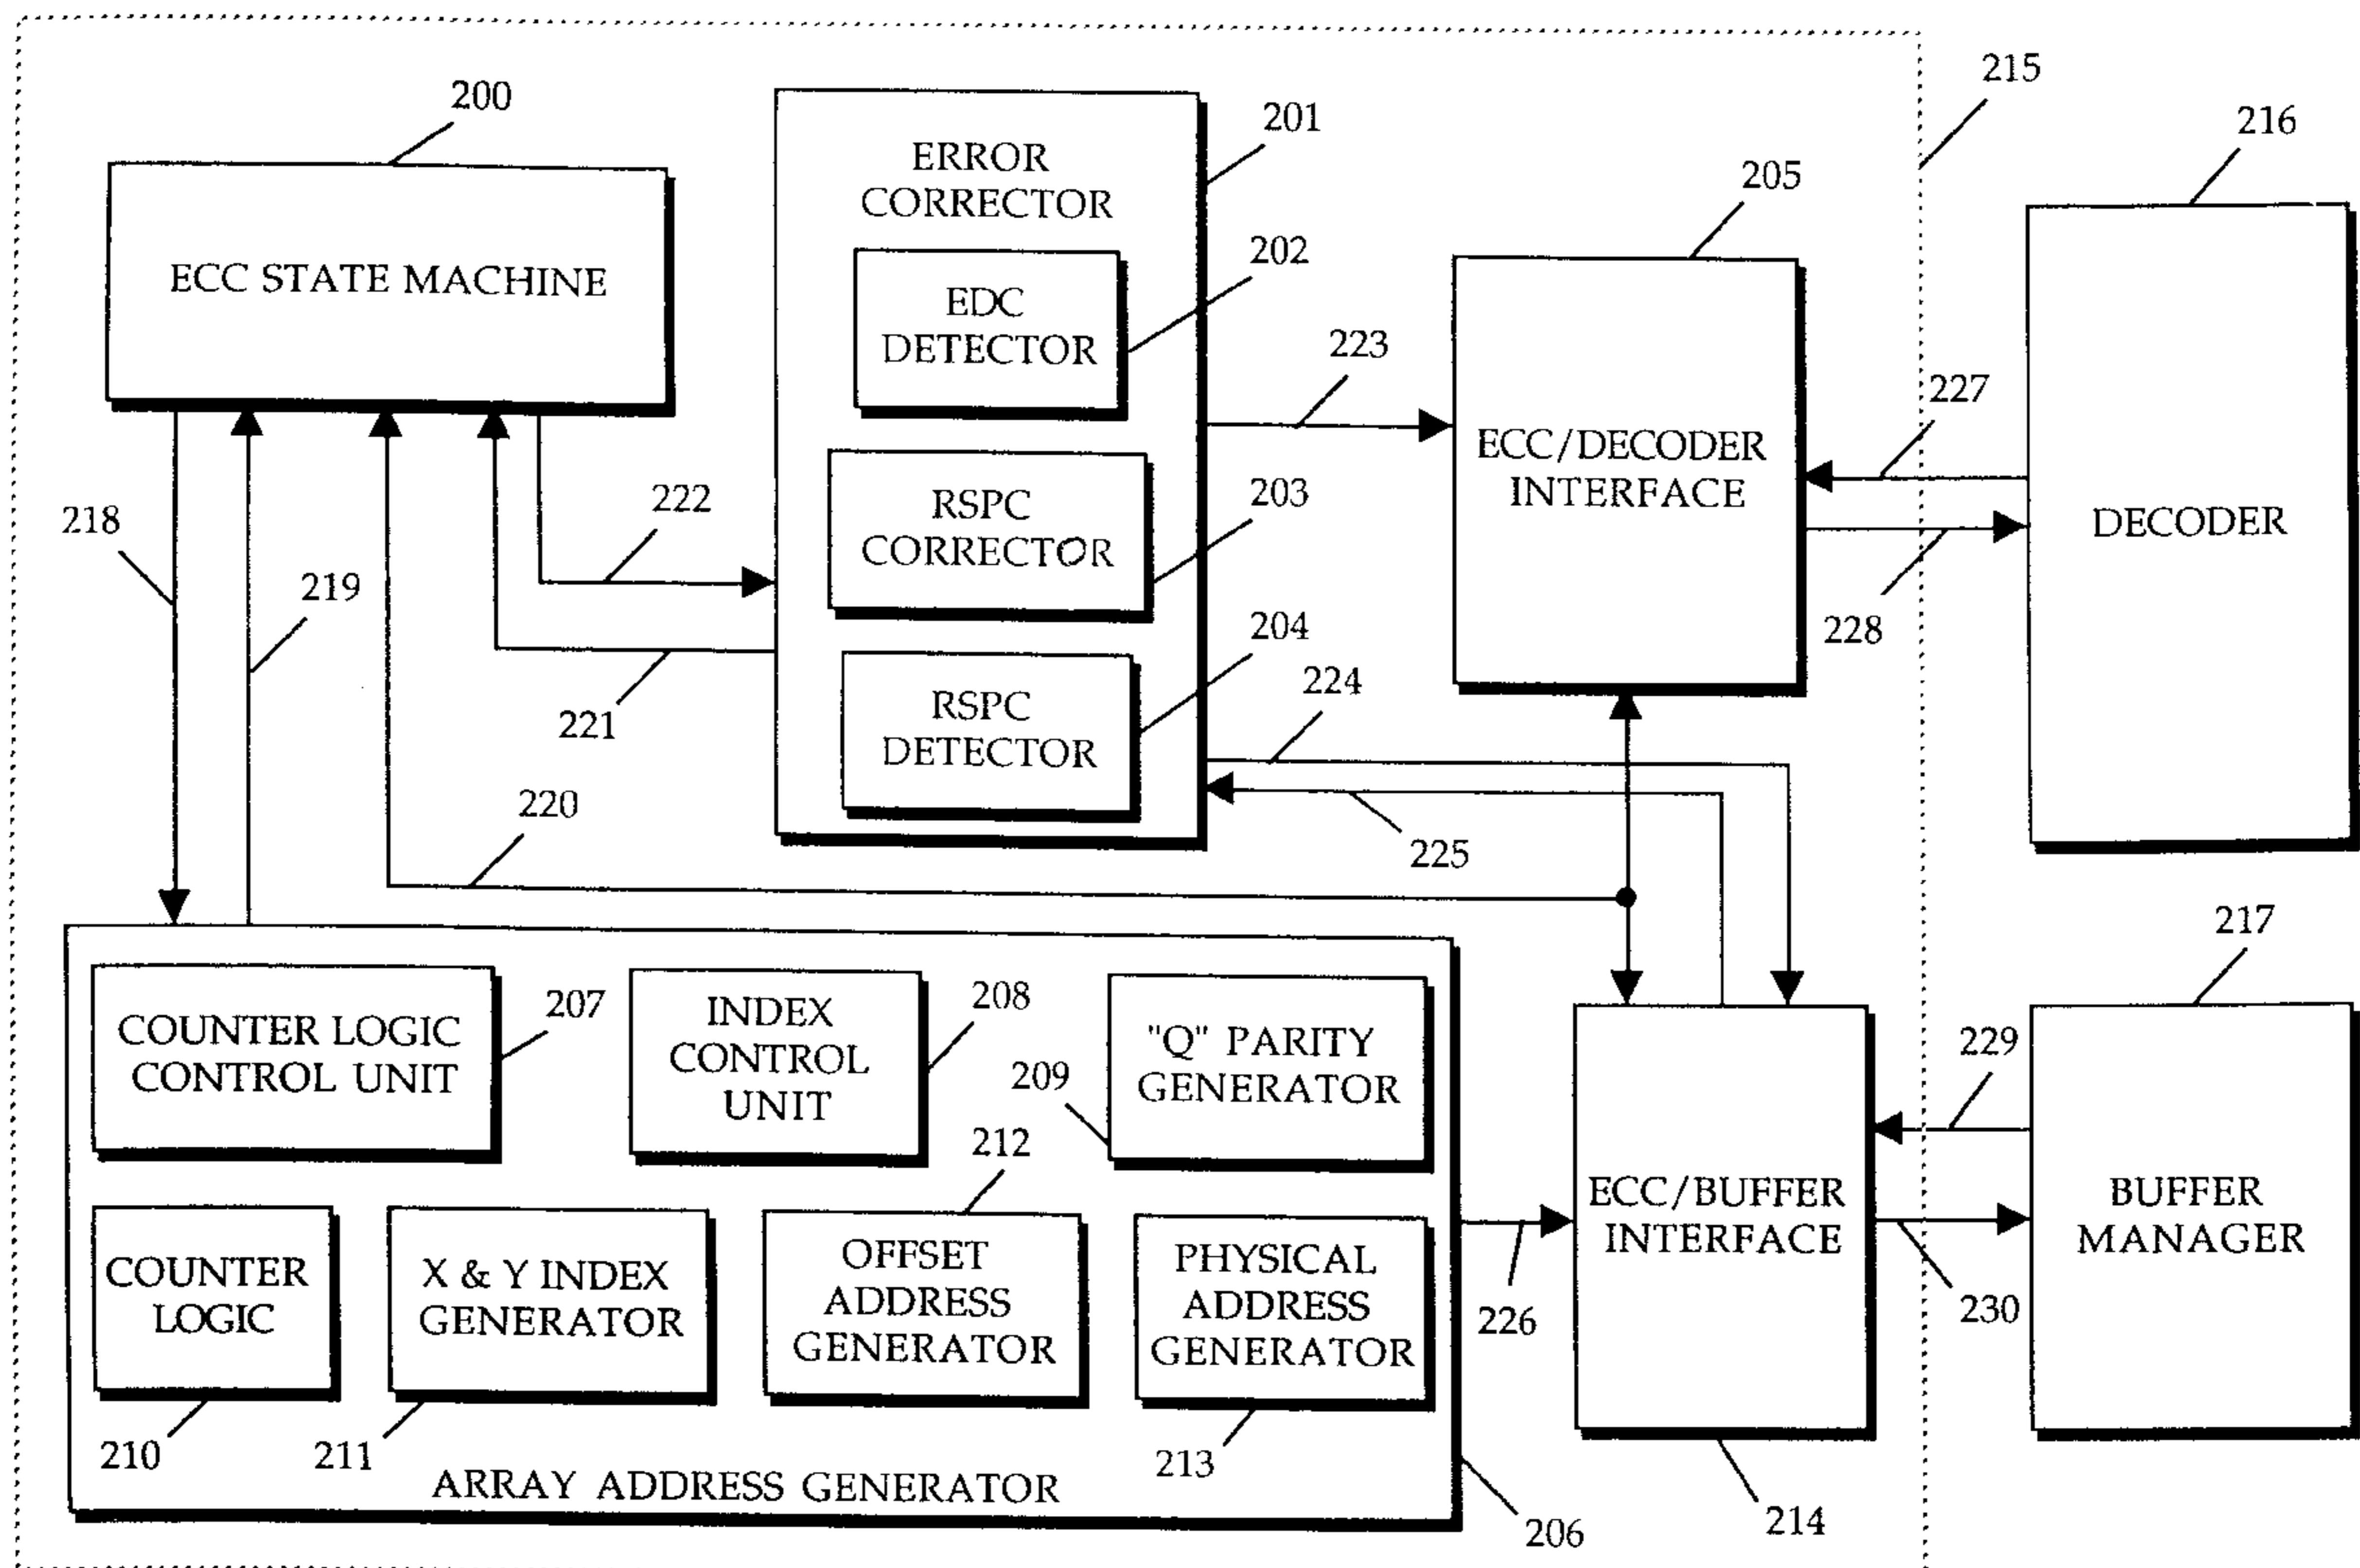 200
ECC STATE MACHINE
ERROR
CORRECTOR
201
EDC
DETECTOR
202
RSPC
CORRECTOR
203
RSPC
DETECTOR
204
205
ECC/DECODER
INTERFACE
215
216
DECODER
223
227
228
218
219
222
221
220
224
225
217
BUFFER
MANAGER
229
230
COUNTER LOGIC
CONTROL UNIT
207
INDEX
CONTROL
UNIT
208
"Q" PARITY
GENERATOR
209
COUNTER
LOGIC
210
X & Y INDEX
GENERATOR
211
212
OFFSET
ADDRESS
GENERATOR
PHYSICAL
ADDRESS
GENERATOR
213
ARRAY ADDRESS GENERATOR
206
226
ECC/BUFFER
INTERFACE
214